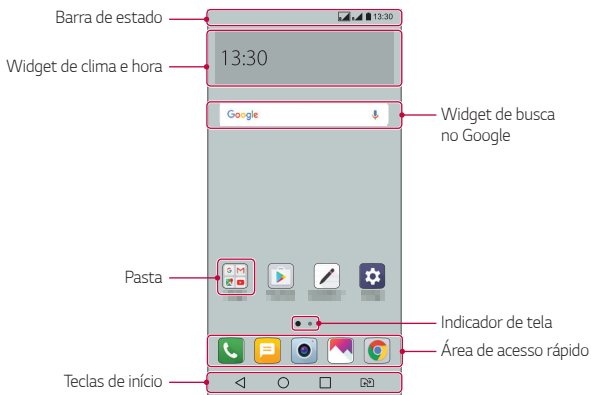 Barra de estado
13:30
Widget de clima e hora
13:30
Google
Widget de busca
no Google
Pasta
Indicador de tela
Área de acesso rápido
Teclas de início